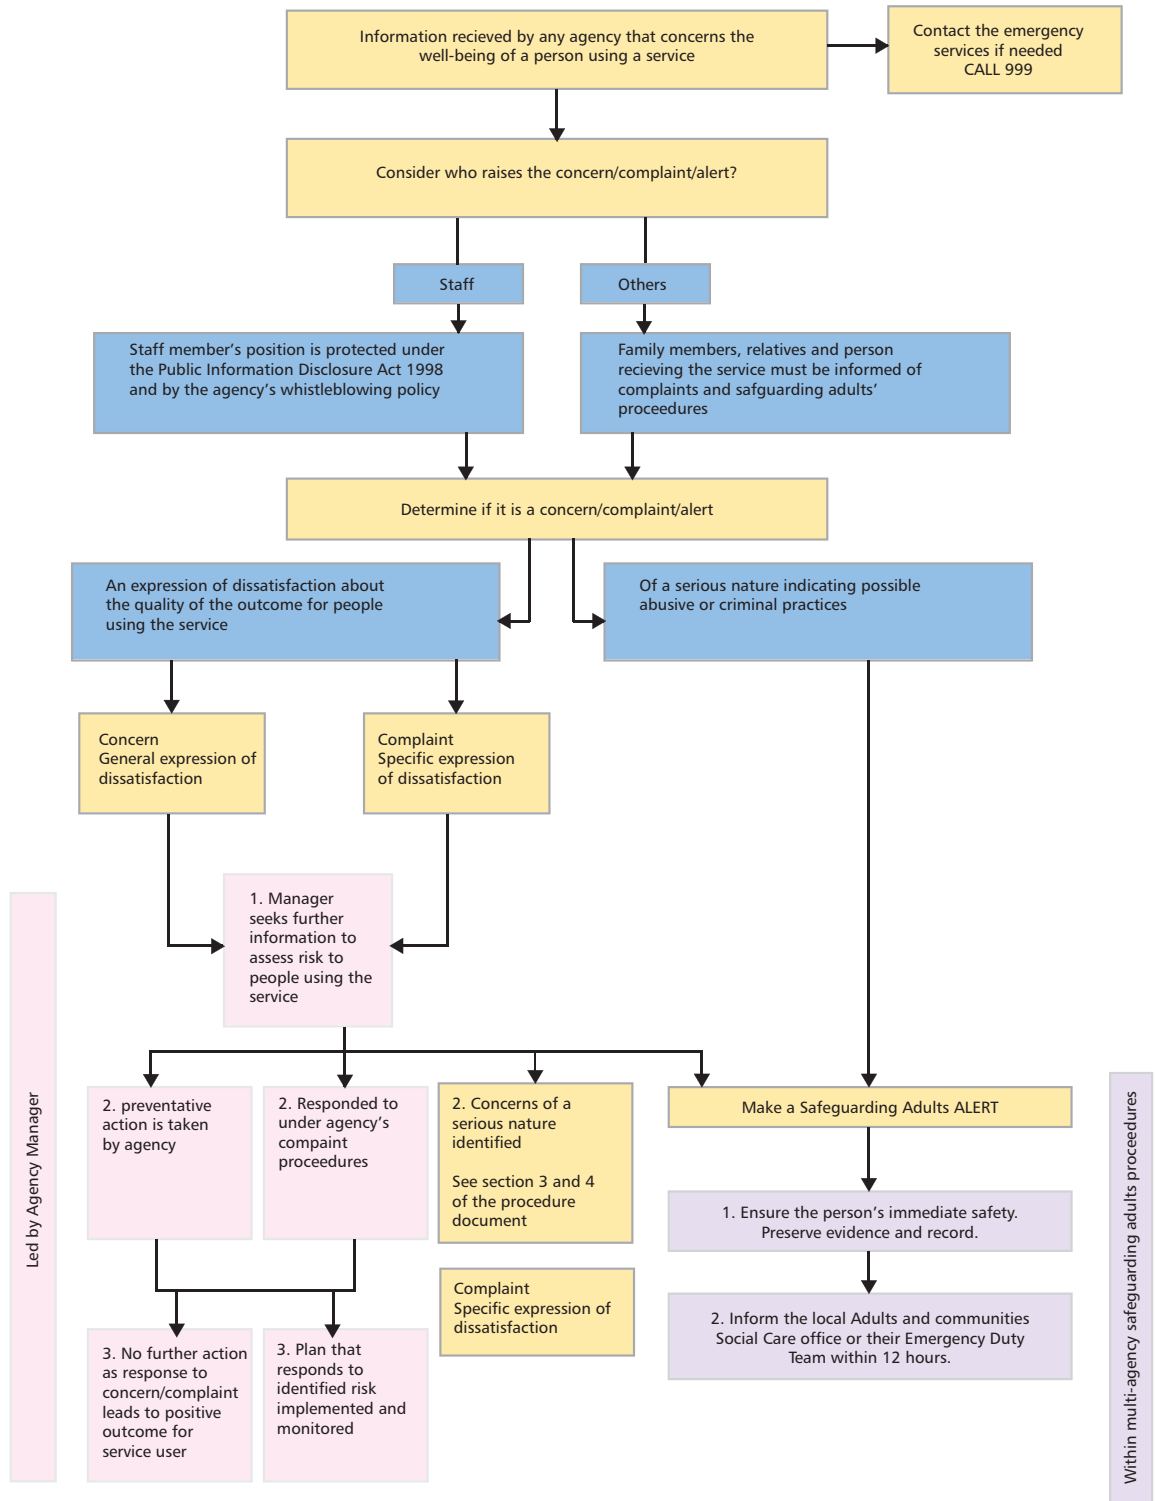 Information recieved by any agency that concerns the
well-being of a person using a service
Contact the emergency
services if needed
CALL 999
Consider who raises the concern/complaint/alert?
Staff
Others
Staff member’s position is protected under
the Public Information Disclosure Act 1998
and by the agency’s whistleblowing policy
Family members, relatives and person
recieving the service must be informed of
complaints and safguarding adults’
proceedures
Determine if it is a concern/complaint/alert
An expression of dissatisfaction about
the quality of the outcome for people
using the service
Of a serious nature indicating possible
abusive or criminal practices
Concern
General expression of
dissatisfaction
Complaint
Specific expression
of dissatisfaction
1. Manager
seeks further
information to
assess risk to
people using the
service
Led by Agency Manager
2. preventative
action is taken
by agency
2. Responded to
under agency’s
compaint
proceedures
2. Concerns of a
serious nature
identified
See section 3 and 4
of the procedure
document
Make a Safeguarding Adults ALERT
1. Ensure the person’s immediate safety.
Preserve evidence and record.
Complaint
Specific expression of
dissatisfaction
2. Inform the local Adults and communities
Social Care office or their Emergency Duty
Team within 12 hours.
3. No further action
as response to
concern/complaint
leads to positive
outcome for
service user
3. Plan that
responds to
identified risk
implemented and
monitored
Within multi-agency safeguarding adults proceedures